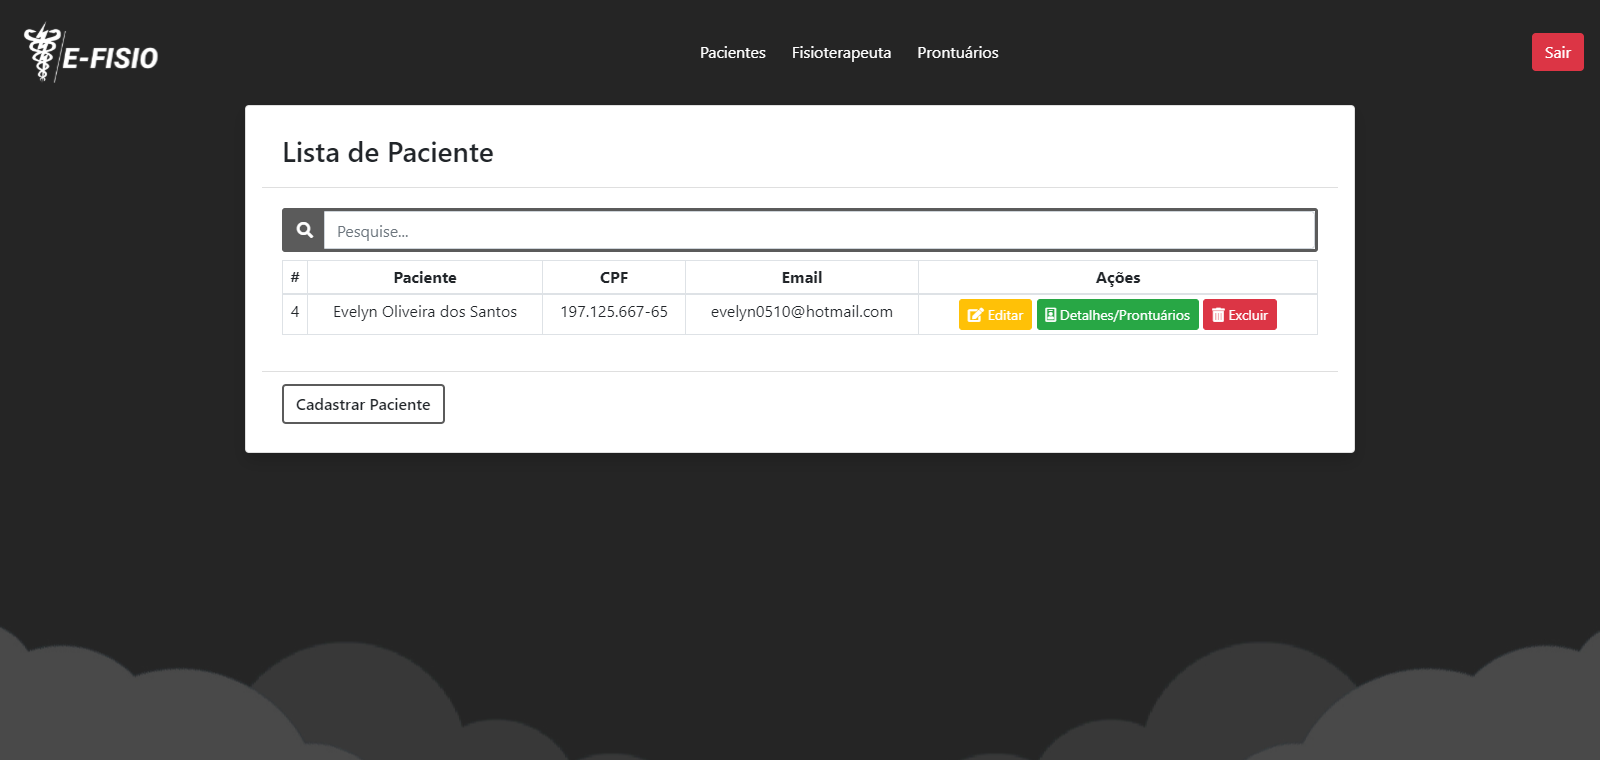 E-FISIO
Pacientes Fisioterapeuta Prontuários
Sair
Lista de Paciente
Pesquise...
# Paciente CPF Email Ações
4 Evelyn Oliveira dos Santos 197.125.667-65 evelyn0510@hotmail.com Editar Detalhes/Prontuários Excluir
Cadastrar Paciente